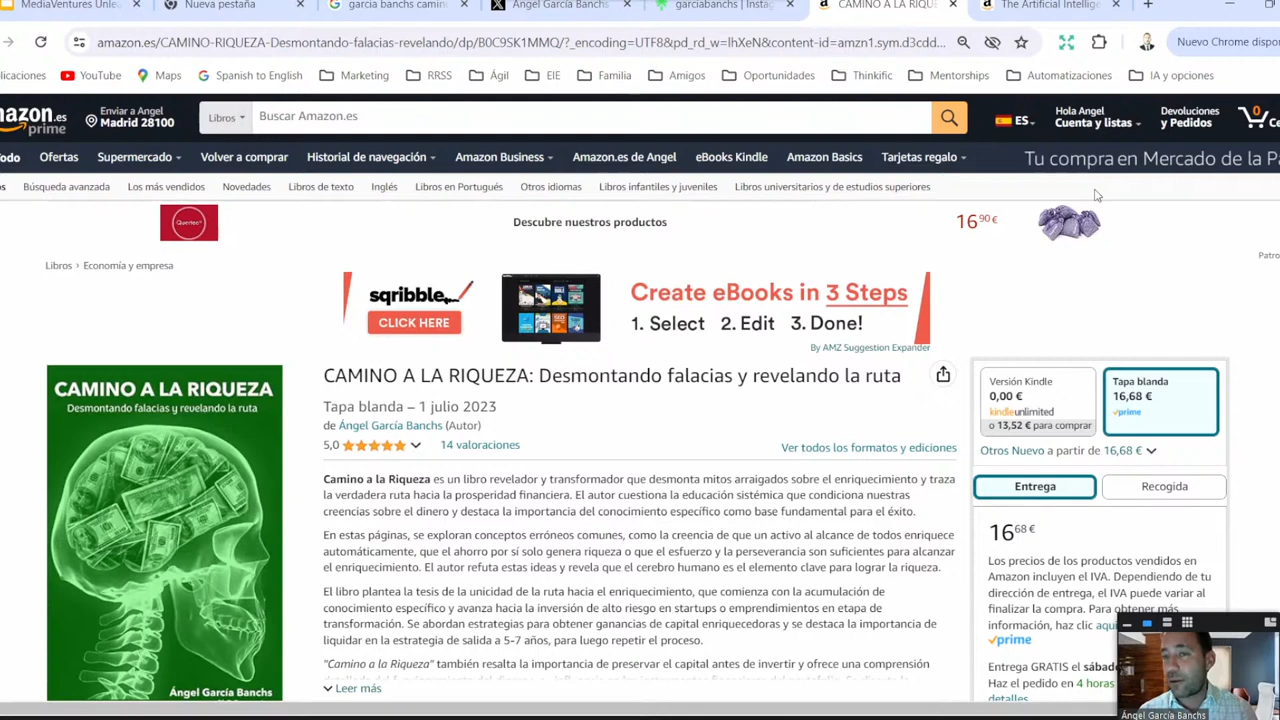 MediaVentures Unle
Nueva pestaña
garcia banchs camin
Ángel García Banchs
garciabanchs | Instag
CAMINO A LA RIQUE
The Artificial Intellige
amazon.es/CAMINO-RIQUEZA-Desmontando-falacias-revelando/dp/B0C9SK1MMQ/?_encoding=UTF8&pd_rd_w=lhXeN&content-id=amzn1.sym.d3cdd...
Nuevo Chrome dispo
licaciones
YouTube
Maps
Spanish to English
Marketing
RRSS
Ágil
EIE
Familia
Amigos
Oportunidades
Thinkific
Mentorships
Automatizaciones
IA y opciones
mazon.es
prime
Enviar a Angel
Madrid 28100
Libros
Buscar Amazon.es
ES
Hola Angel
Cuenta y listas
Devoluciones
y Pedidos
0
Ce
odo
Ofertas
Supermercado
Volver a comprar
Historial de navegación
Amazon Business
Amazon.es de Angel
eBooks Kindle
Amazon Basics
Tarjetas regalo
Tu compra en Mercado de la Pa
os
Búsqueda avanzada
Los más vendidos
Novedades
Libros de texto
Inglés
Libros en Portugués
Otros idiomas
Libros infantiles y juveniles
Libros universitarios y de estudios superiores
Descubre nuestros productos
16,90 €
Patro
Libros › Economía y empresa
sqribble
CLICK HERE
Create eBooks in 3 Steps
1. Select 2. Edit 3. Done!
By AMZ Suggestion Expander
CAMINO A LA RIQUEZA
Desmontando falacias y revelando la ruta
Ángel García Banchs
CAMINO A LA RIQUEZA: Desmontando falacias y revelando la ruta
Tapa blanda – 1 julio 2023
de Ángel García Banchs (Autor)
5,0
14 valoraciones
Ver todos los formatos y ediciones
Camino a la Riqueza es un libro revelador y transformador que desmonta mitos arraigados sobre el enriquecimiento y traza
la verdadera ruta hacia la prosperidad financiera. El autor cuestiona la educación sistémica que condiciona nuestras
creencias sobre el dinero y destaca la importancia del conocimiento específico como base fundamental para el éxito.
En estas páginas, se exploran conceptos erróneos comunes, como la creencia de que un activo al alcance de todos enriquece
automáticamente, que el ahorro por sí solo genera riqueza o que el esfuerzo y la perseverancia son suficientes para alcanzar
el enriquecimiento. El autor refuta estas ideas y revela que el cerebro humano es el elemento clave para lograr la riqueza.
El libro plantea la tesis de la unicidad de la ruta hacia el enriquecimiento, que comienza con la acumulación de
conocimiento específico y avanza hacia la inversión de alto riesgo en startups o emprendimientos en etapa de
transformación. Se abordan estrategias para obtener ganancias de capital enriquecedoras y se destaca la importancia de
liquidar en la estrategia de salida a 5-7 años, para luego repetir el proceso.
"Camino a la Riqueza" también resalta la importancia de preservar el capital antes de invertir y ofrece una comprensión
Leer más
Versión Kindle
0,00 €
kindleunlimited
o 13,52 € para comprar
Tapa blanda
16,68 €
prime
Otros Nuevo a partir de 16,68 €
Entrega
Recogida
16 68 €
Los precios de los productos vendidos en
Amazon incluyen el IVA. Dependiendo de tu
dirección de entrega, el IVA puede variar al
finalizar la compra. Para obtener más
información, haz clic aquí
prime
Entrega GRATIS el sábado
Haz el pedido en 4 horas
detalles
Ángel García Banchs